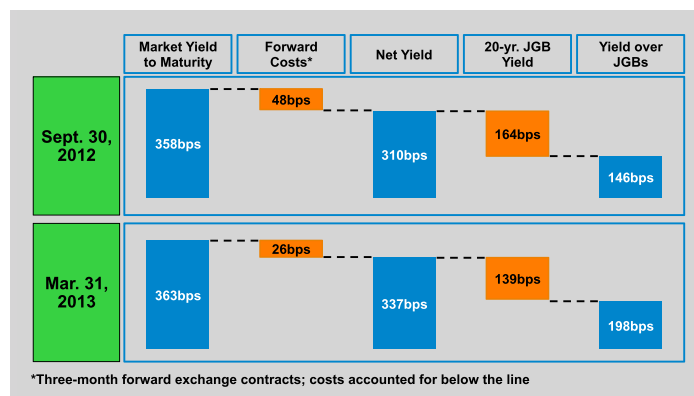 Market Yield
to Maturity
Forward
Costs*
Net Yield
20-yr. JGB
Yield
Yield over
JGBs
Sept. 30,
2012
358bps
48bps
310bps
164bps
146bps
Mar. 31,
2013
363bps
26bps
337bps
139bps
198bps
*Three-month forward exchange contracts; costs accounted for below the line